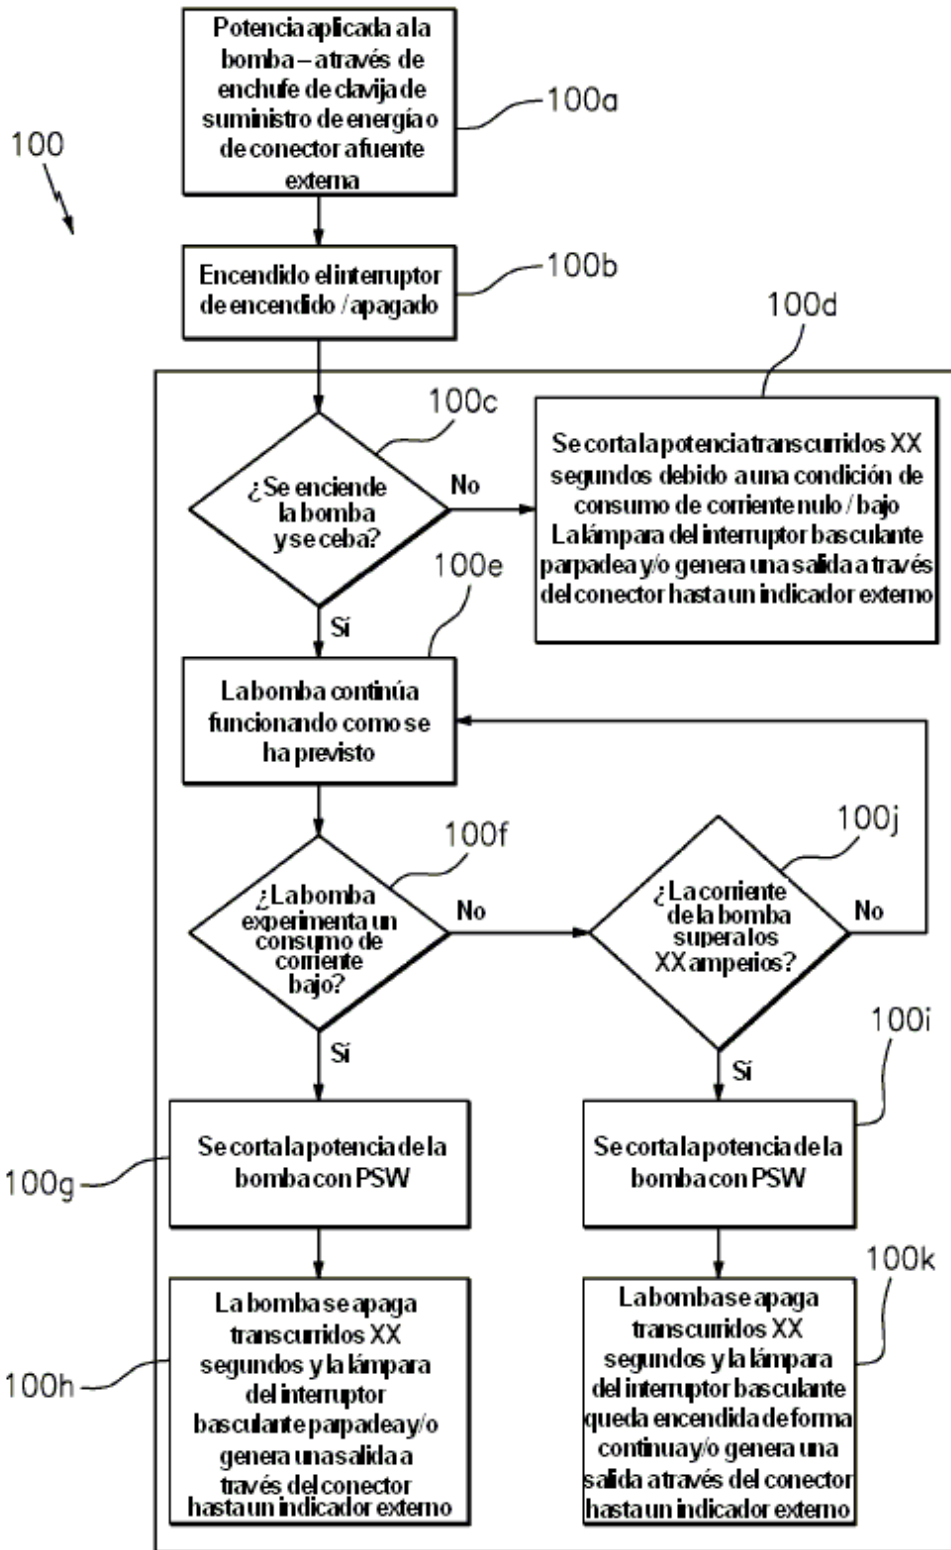 Potencia aplicada a la
bomba – a través de
enchufe de clavija de
suministro de energía o
de conector a fuente
externa
100a
100
Encendido el interruptor
de encendido / apagado
100b
100d
100c
¿Se enciende
la bomba
y se ceba?
No
Se corta la potencia transcurridos XX
segundos debido a una condición de
consumo de corriente nulo / bajo
La lámpara del interruptor basculante
parpadea y/o genera una salida a través
del conector hasta un indicador externo
100e
Sí
La bomba continúa
funcionando como se
ha previsto
100f
¿La bomba
experimenta un
consumo de
corriente
bajo?
No
100j
¿La corriente
de la bomba
supera los
XX amperios?
No
Sí
100i
Sí
Se corta la potencia de la
bomba con PSW
100g
Se corta la potencia de la
bomba con PSW
100k
La bomba se apaga
transcurridos XX
segundos y la lámpara
del interruptor
basculante parpadea y/o
genera una salida a
través del conector
hasta un indicador externo
100h
La bomba se apaga
transcurridos XX
segundos y la lámpara
del interruptor basculante
queda encendida de forma
continua y/o genera una
salida a través del conector
hasta un indicador externo